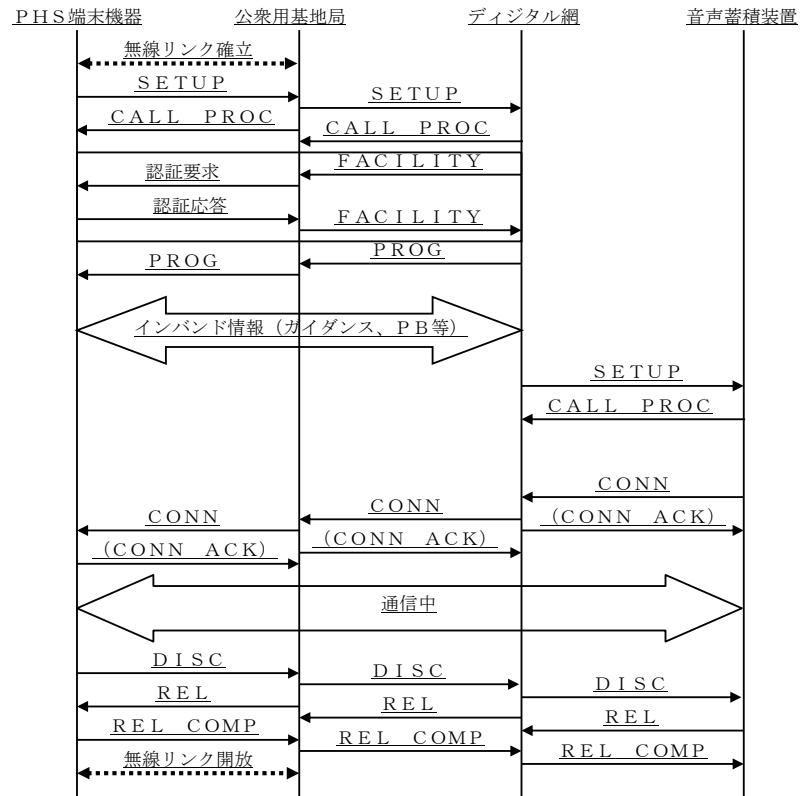 ＰＨＳ端末機器　公衆用基地局　ディジタル網　音声蓄積装置
無線リンク確立
ＳＥＴＵＰ
ＳＥＴＵＰ
ＣＡＬＬ　ＰＲＯＣ
ＣＡＬＬ　ＰＲＯＣ
ＦＡＣＩＬＩＴＹ
認証要求
認証応答
ＦＡＣＩＬＩＴＹ
ＰＲＯＧ
ＰＲＯＧ
インバンド情報（ガイダンス、ＰＢ等）
ＳＥＴＵＰ
ＣＡＬＬ　ＰＲＯＣ
ＣＯＮＮ
ＣＯＮＮ
ＣＯＮＮ
（ＣＯＮＮ　ＡＣＫ）
（ＣＯＮＮ　ＡＣＫ）
（ＣＯＮＮ　ＡＣＫ）
通信中
ＤＩＳＣ
ＤＩＳＣ
ＤＩＳＣ
ＲＥＬ
ＲＥＬ
ＲＥＬ
ＲＥＬ　ＣＯＭＰ
ＲＥＬ　ＣＯＭＰ
ＲＥＬ　ＣＯＭＰ
無線リンク開放